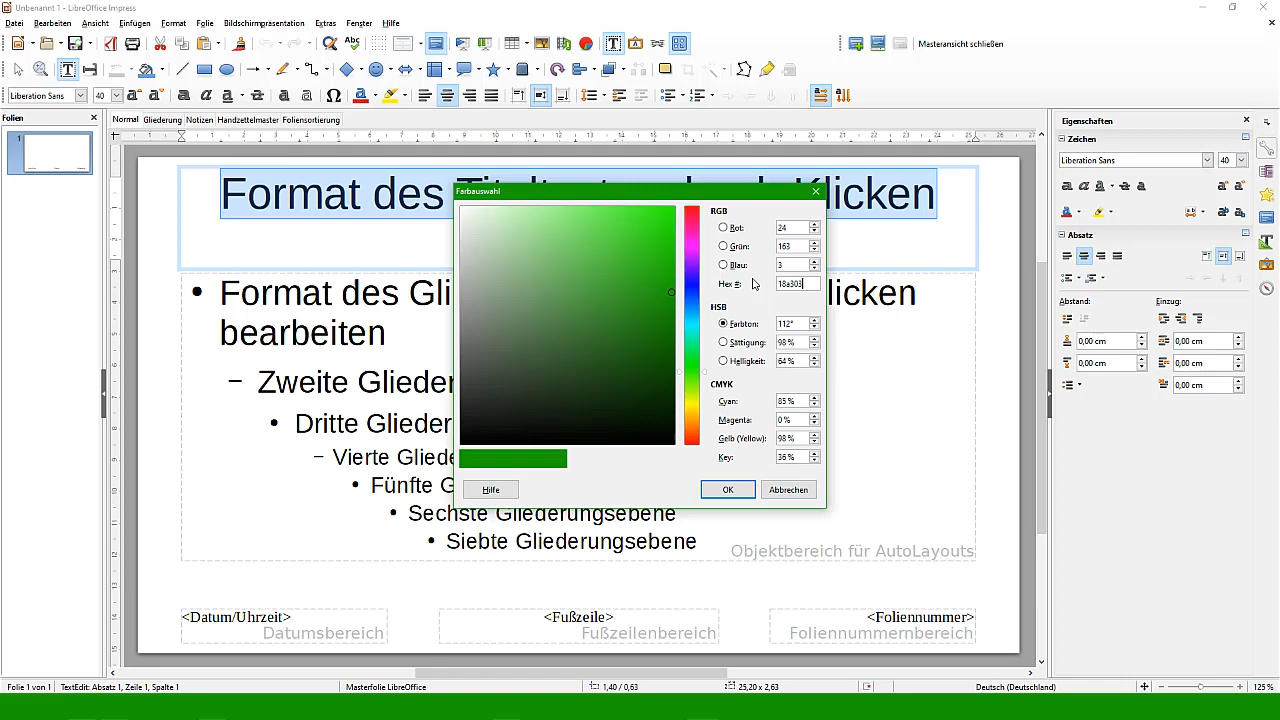 Unbenannt 1 - LibreOffice Impress
Datei Bearbeiten Ansicht Einfügen Format Folie Bildschirmpräsentation Extras Fenster Hilfe
Masteransicht schließen
Liberation Sans 40
Folien
Normal Gliederung Notizen Handzettelmaster Foliensortierung
Eigenschaften
Zeichen
Liberation Sans 40
Absatz
Abstand: Einzug:
0,00 cm 0,00 cm
0,00 cm 0,00 cm
0,00 cm
1
Format des
Klicken
Format des Gli
licken
bearbeiten
Zweite Glieder
Dritte Glieder
Vierte Gliede
Fünfte G
Sechste Gliederungsebene
Siebte Gliederungsebene
Objektbereich für AutoLayouts
<Datum/Uhrzeit>
Datumsbereich
<Fußzeile>
Fußzeilenbereich
<Foliennummer>
Foliennummernbereich
Farbauswahl
RGB
Rot: 24
Grün: 163
Blau: 3
Hex #: 18a303
HSB
Farbton: 112°
Sättigung: 98 %
Helligkeit: 64 %
CMYK
Cyan: 85 %
Magenta: 0 %
Gelb (Yellow): 98 %
Key: 36 %
Hilfe OK Abbrechen
Folie 1 von 1 TextEdit: Absatz 1, Zeile 1, Spalte 1 Masterfolie LibreOffice 1,40 / 0,63 25,20 x 2,63 Deutsch (Deutschland) 125 %